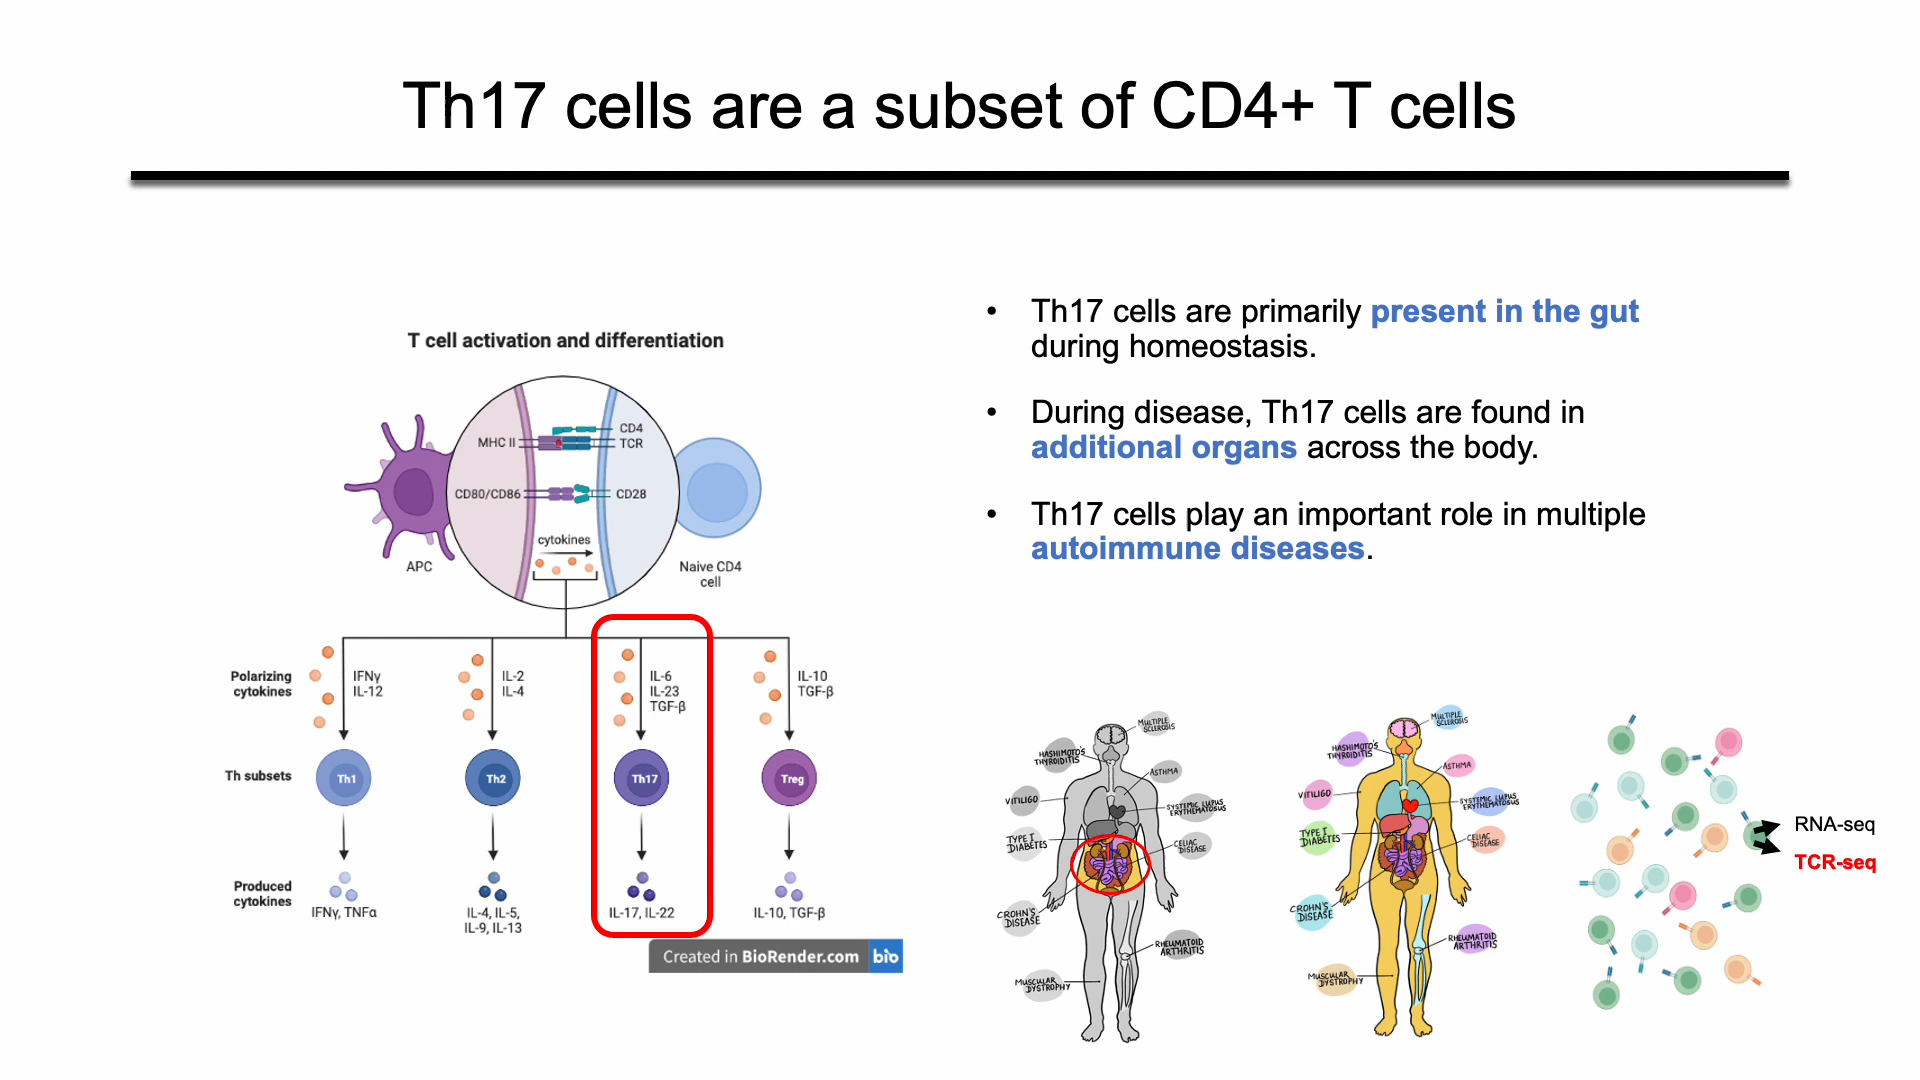 Th17 cells are a subset of CD4+ T cells
T cell activation and differentiation
MHC II
CD4
TCR
CD80/CD86
CD28
cytokines
APC
Naive CD4
cell
Polarizing
cytokines
IFNγ
IL-12
IL-2
IL-4
IL-6
IL-23
TGF-β
IL-10
TGF-β
Th subsets
Th1
Th2
Th17
Treg
Produced
cytokines
IFNγ, TNFα
IL-4, IL-5,
IL-9, IL-13
IL-17, IL-22
IL-10, TGF-β
Created in BioRender.com bio
• Th17 cells are primarily present in the gut
during homeostasis.
• During disease, Th17 cells are found in
additional organs across the body.
• Th17 cells play an important role in multiple
autoimmune diseases.
MULTIPLE
SCLEROSIS
HASHIMOTO'S
THYROIDITIS
ASTHMA
VITILIGO
SYSTEMIC LUPUS
ERYTHEMATOSUS
TYPE I
DIABETES
CELIAC
DISEASE
CROHN'S
DISEASE
RHEUMATOID
ARTHRITIS
MUSCULAR
DYSTROPHY
MULTIPLE
SCLEROSIS
HASHIMOTO'S
THYROIDITIS
ASTHMA
VITILIGO
SYSTEMIC LUPUS
ERYTHEMATOSUS
TYPE I
DIABETES
CELIAC
DISEASE
CROHN'S
DISEASE
RHEUMATOID
ARTHRITIS
MUSCULAR
DYSTROPHY
RNA-seq
TCR-seq